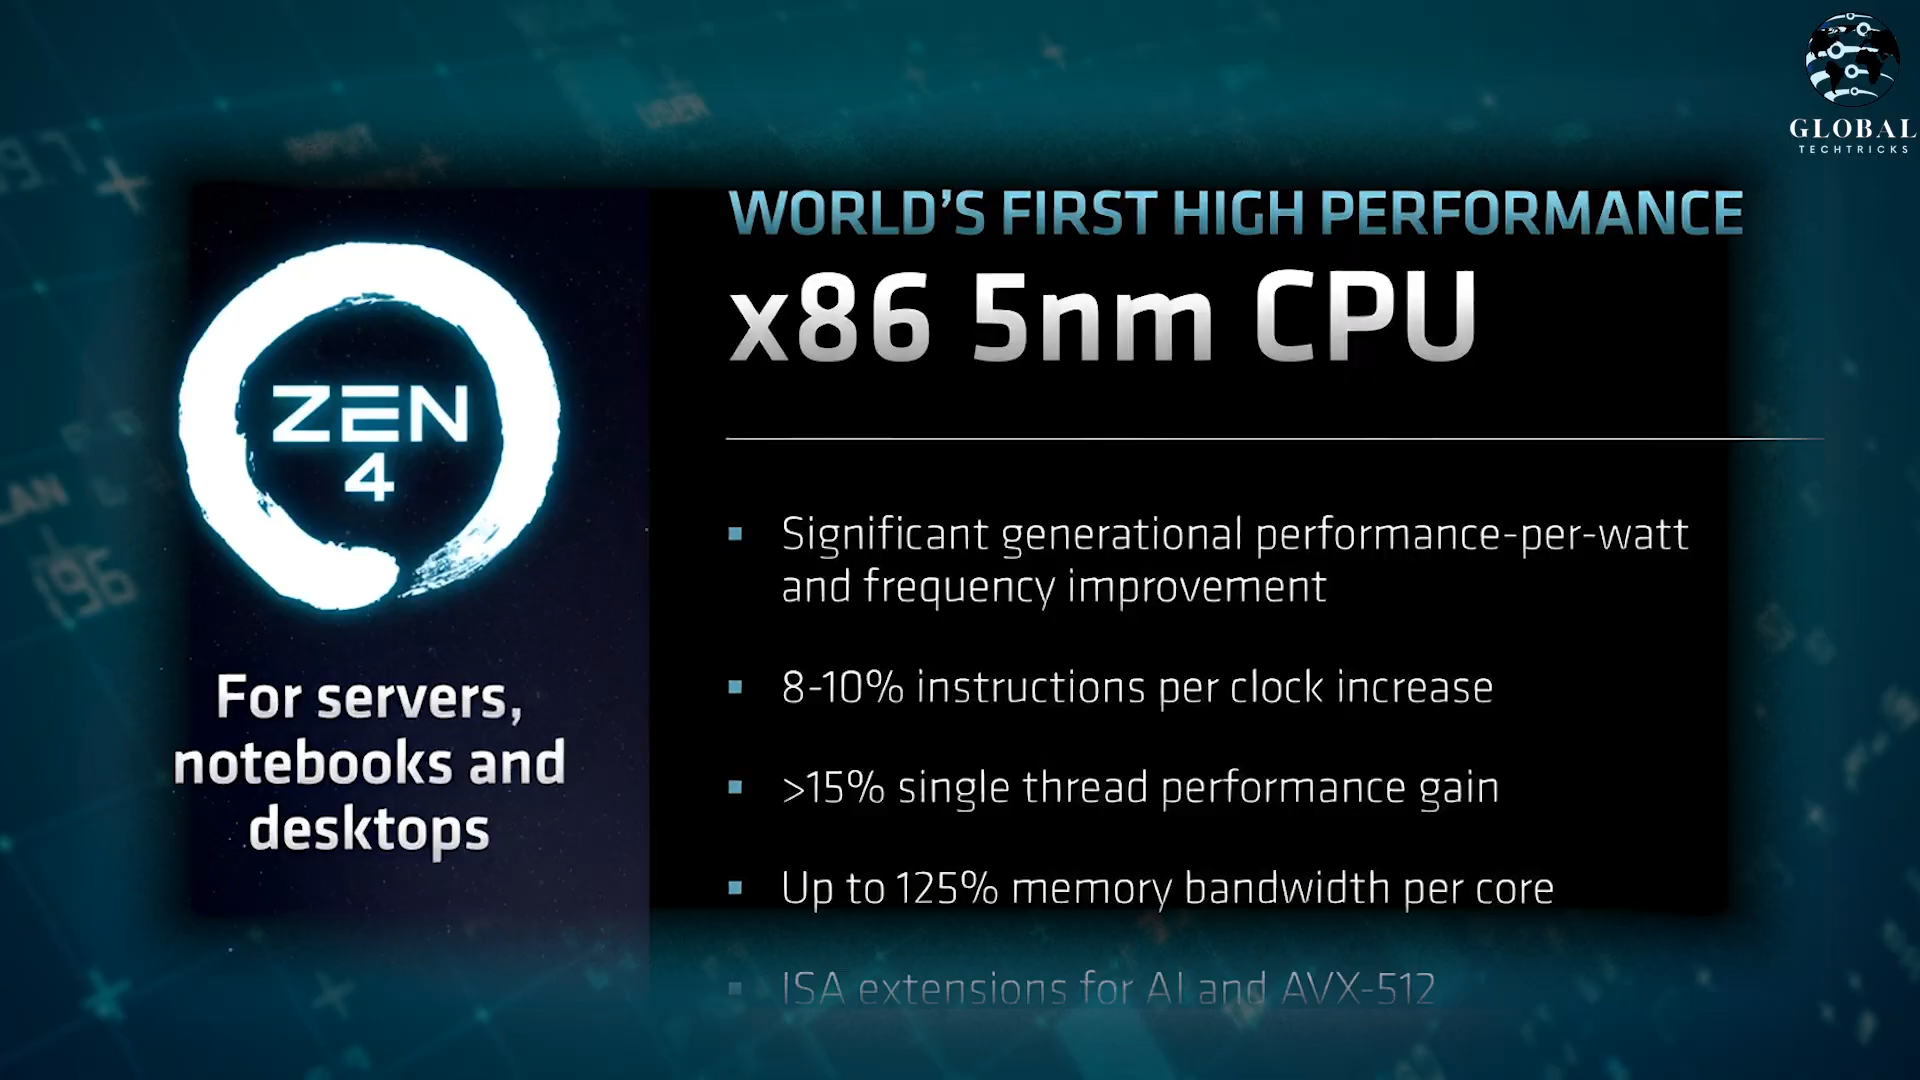 GLOBAL
TECHTRICKS
ZEN
4
For servers,
notebooks and
desktops
WORLD'S FIRST HIGH PERFORMANCE
x86 5nm CPU
Significant generational performance-per-watt
and frequency improvement
8-10% instructions per clock increase
>15% single thread performance gain
Up to 125% memory bandwidth per core
ISA extensions for AI and AVX-512
196